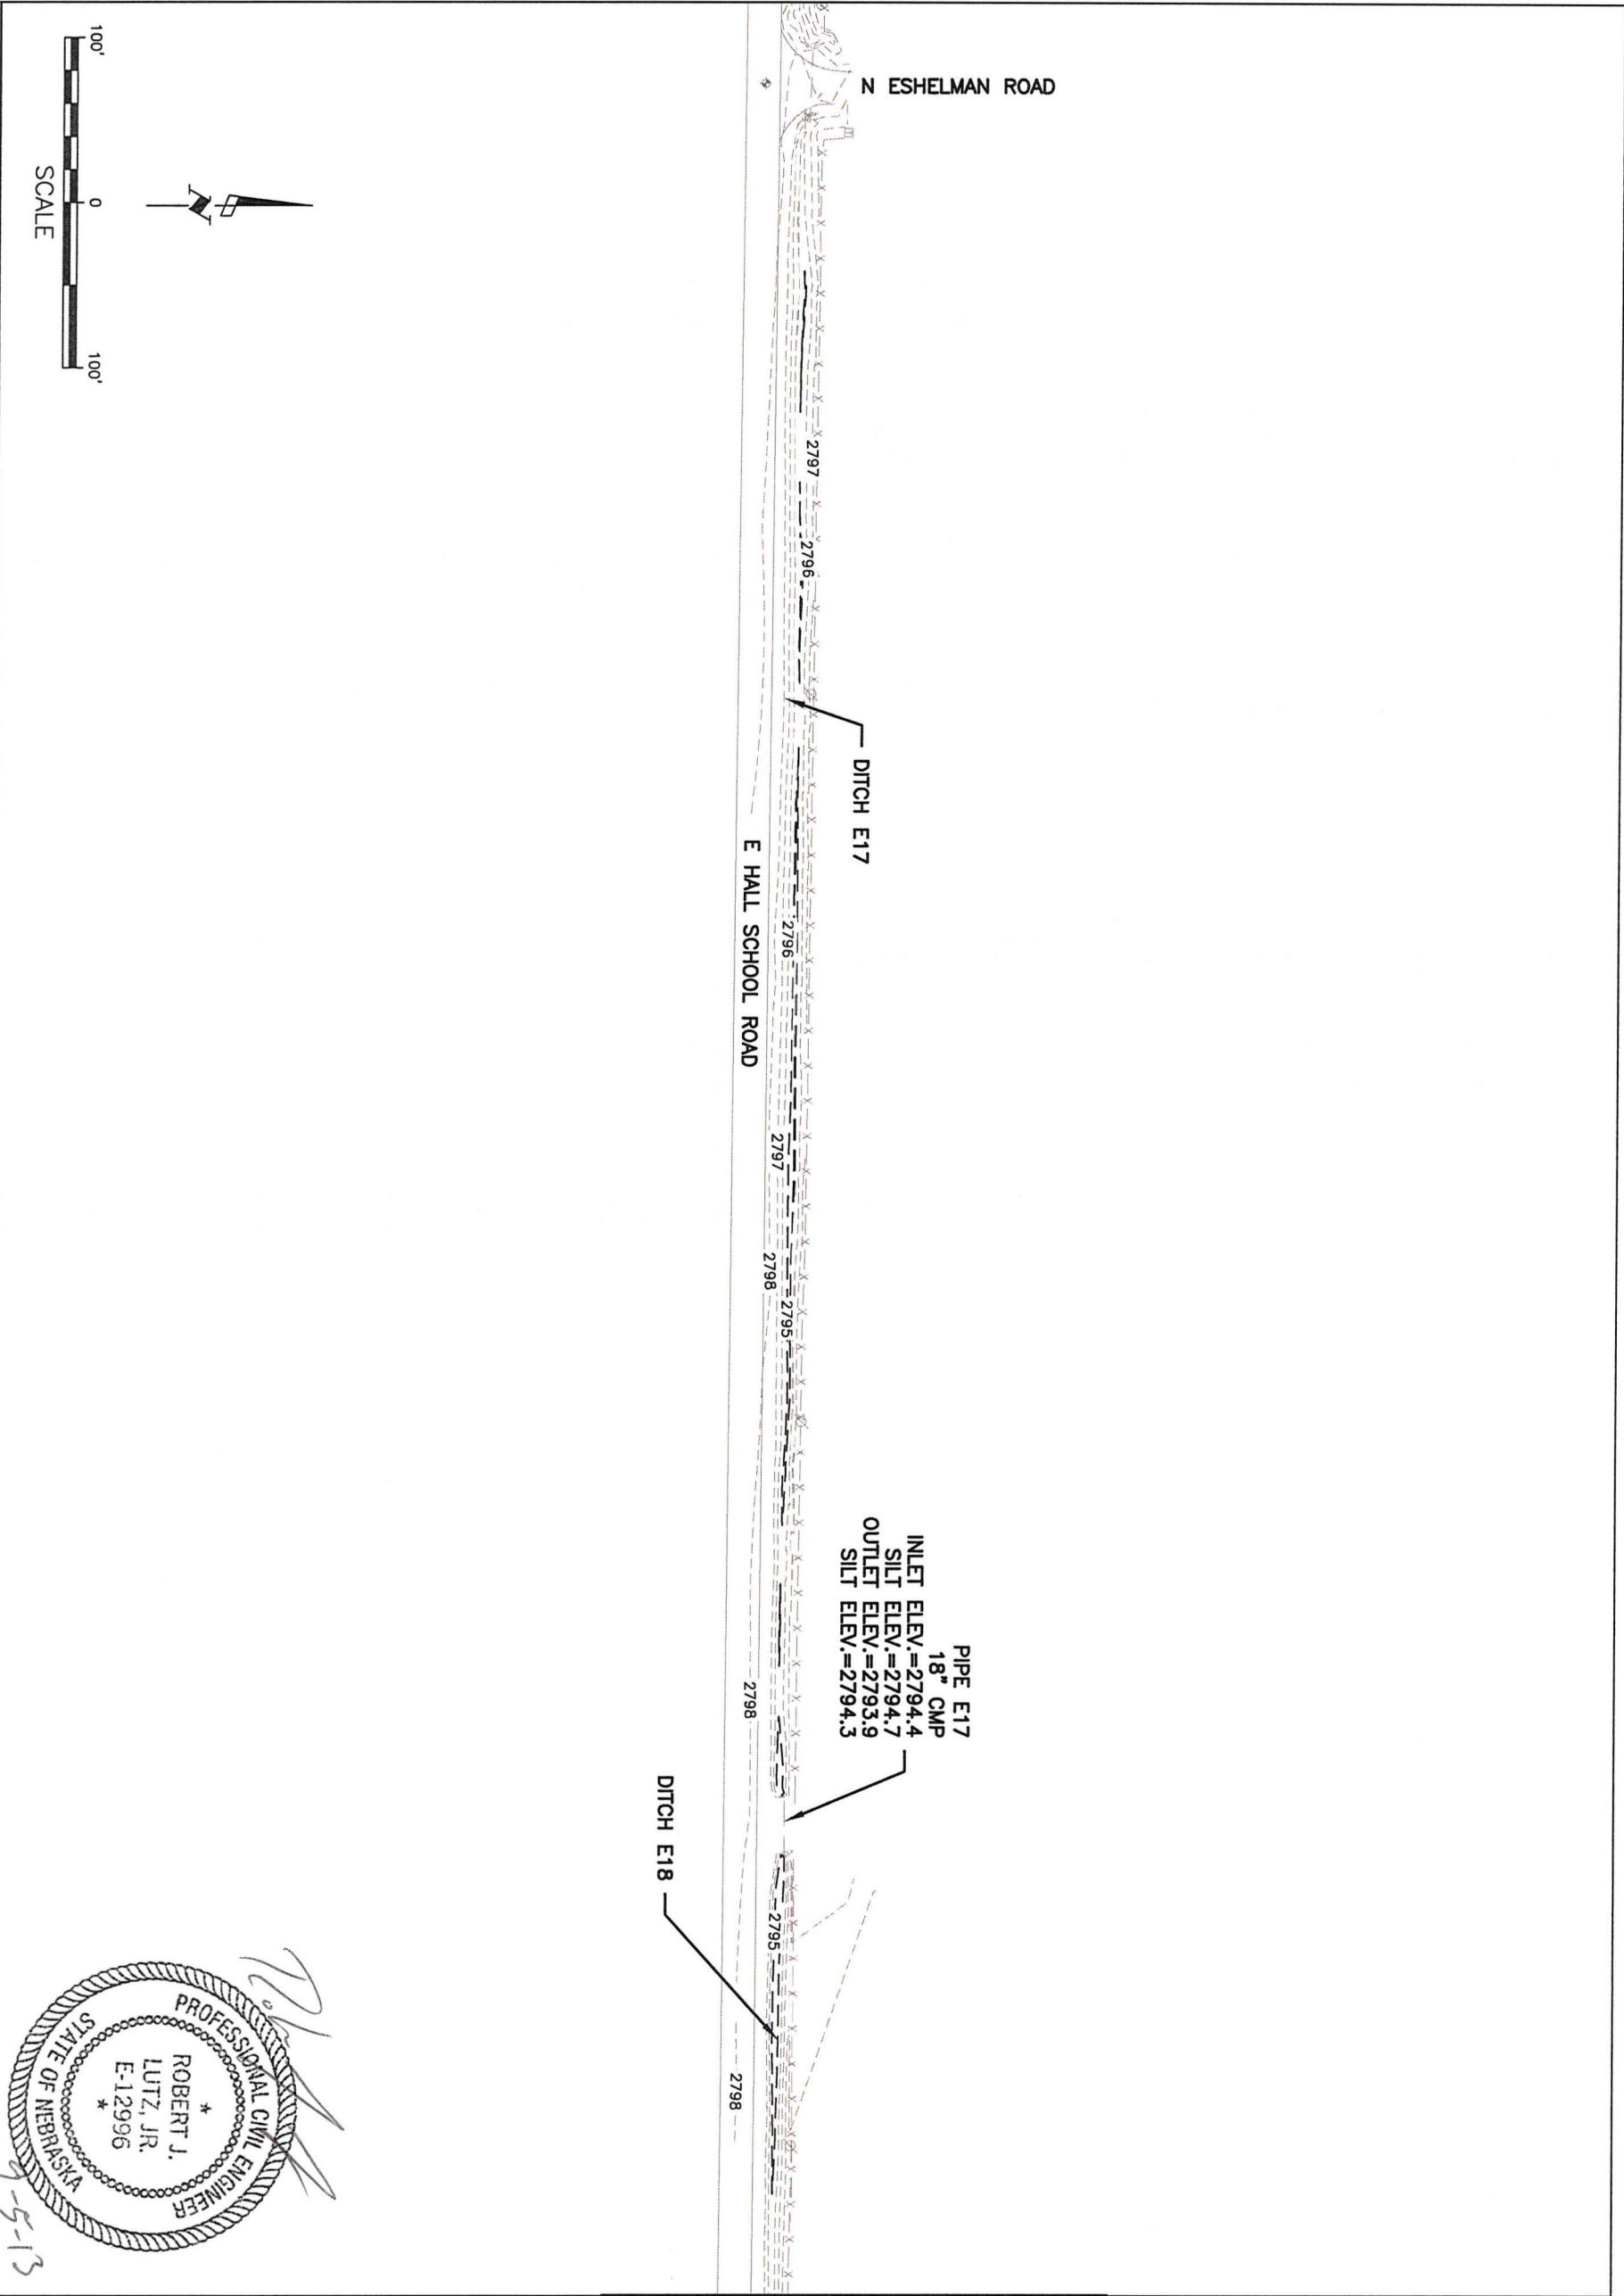 N ESHELMAN ROAD
2797
2796
DITCH E17
E HALL SCHOOL ROAD
2796
2797
2798
2795
PIPE E17
18" CMP
INLET ELEV.=2794.4
SILT ELEV.=2794.7
OUTLET ELEV.=2793.9
SILT ELEV.=2794.3
2798
DITCH E18
2795
2798
100' 0 100'
SCALE
N
PROFESSIONAL CIVIL ENGINEER
*
ROBERT J.
LUTZ, JR.
E-12996
*
STATE OF NEBRASKA
-5-13